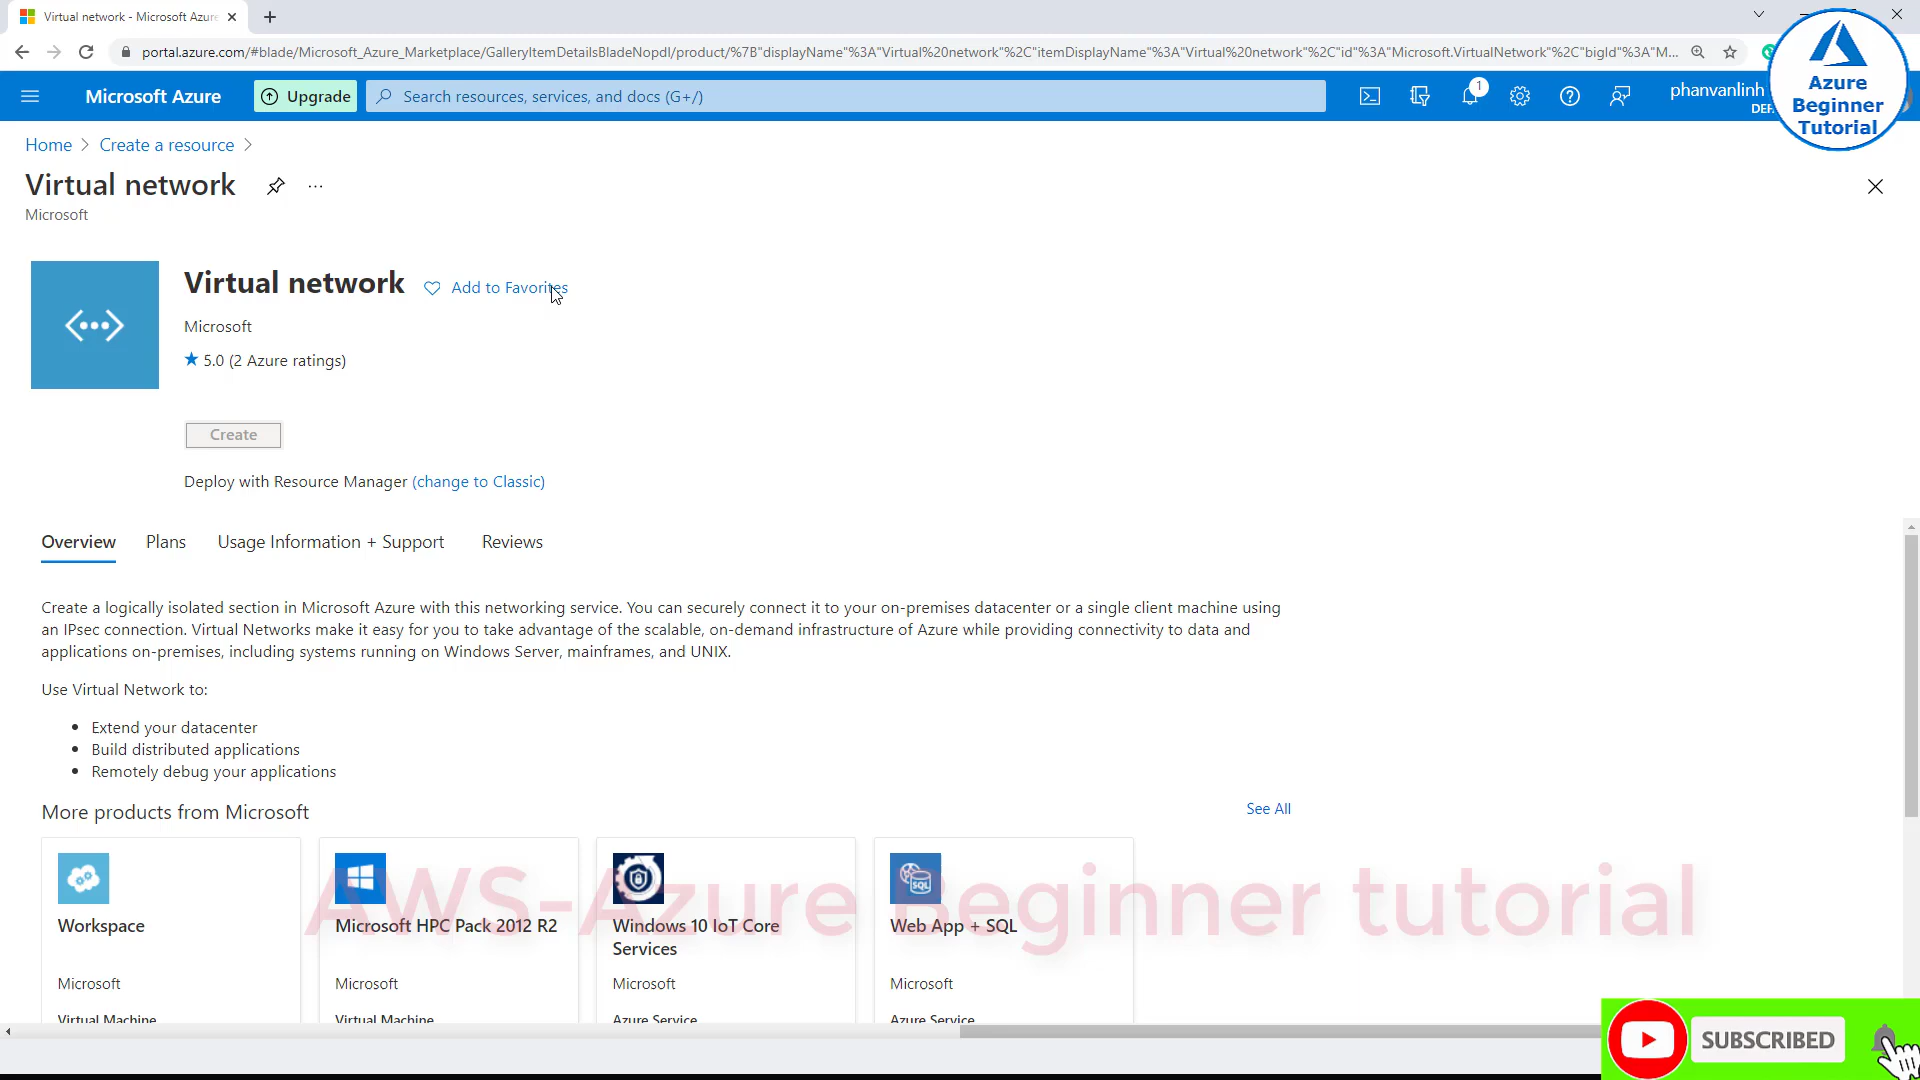 Virtual network - Microsoft Azure
portal.azure.com/#blade/Microsoft_Azure_Marketplace/GalleryItemDetailsBladeNopdl/product/%7B"displayName"%3A"Virtual%20network"%2C"itemDisplayName"%3A"Virtual%20network"%2C"id"%3A"Microsoft.VirtualNetwork"%2C"bigId"%3A"M...
Microsoft Azure
Upgrade
Search resources, services, and docs (G+/)
1
phanvanlinh
Azure
Beginner
Tutorial
Home
Create a resource
Virtual network
...
Microsoft
Virtual network
Add to Favorites
Microsoft
5.0 (2 Azure ratings)
Create
Deploy with Resource Manager (change to Classic)
Overview
Plans
Usage Information + Support
Reviews
Create a logically isolated section in Microsoft Azure with this networking service. You can securely connect it to your on-premises datacenter or a single client machine using
an IPsec connection. Virtual Networks make it easy for you to take advantage of the scalable, on-demand infrastructure of Azure while providing connectivity to data and
applications on-premises, including systems running on Windows Server, mainframes, and UNIX.
Use Virtual Network to:
Extend your datacenter
Build distributed applications
Remotely debug your applications
More products from Microsoft
See All
Workspace
Microsoft HPC Pack 2012 R2
Windows 10 IoT Core
Services
SQL
Web App + SQL
AWS-Azure Beginner tutorial
Microsoft
Microsoft
Microsoft
Microsoft
Virtual Machine
Virtual Machine
Azure Service
Azure Service
SUBSCRIBED